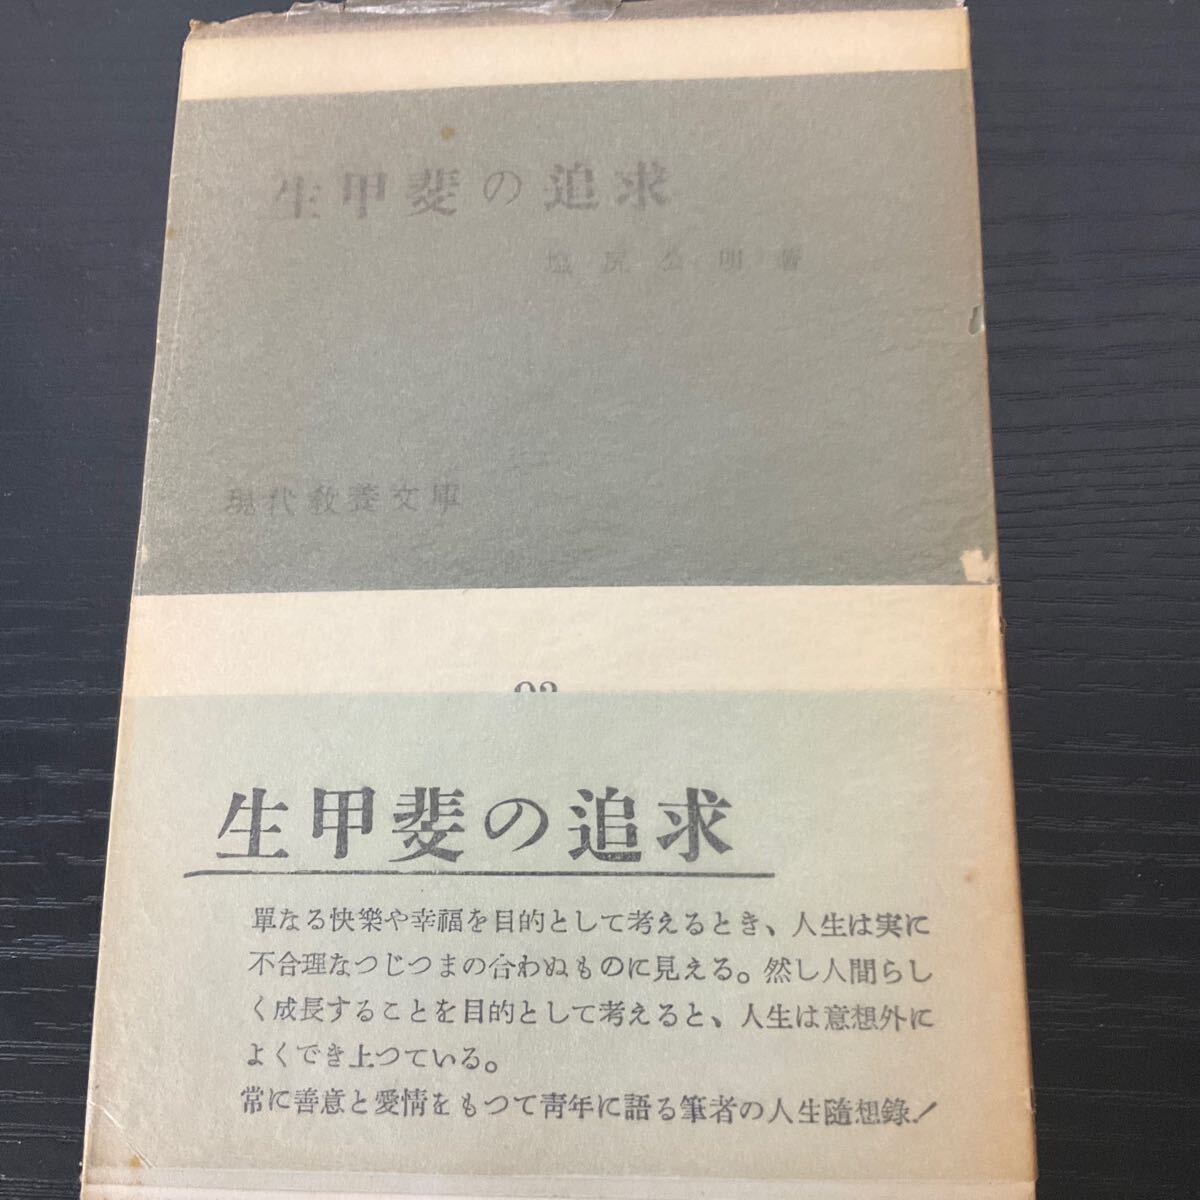 生甲斐の追求
塩尻公明著
現代教養文庫
93
生甲斐の追求
單なる快樂や幸福を目的として考えるとき、人生は実に
不合理なつじつまの合わぬものに見える。然し人間らし
く成長することを目的として考えると、人生は意想外に
よくでき上つている。
常に善意と愛情をもつて靑年に語る筆者の人生隨想錄！